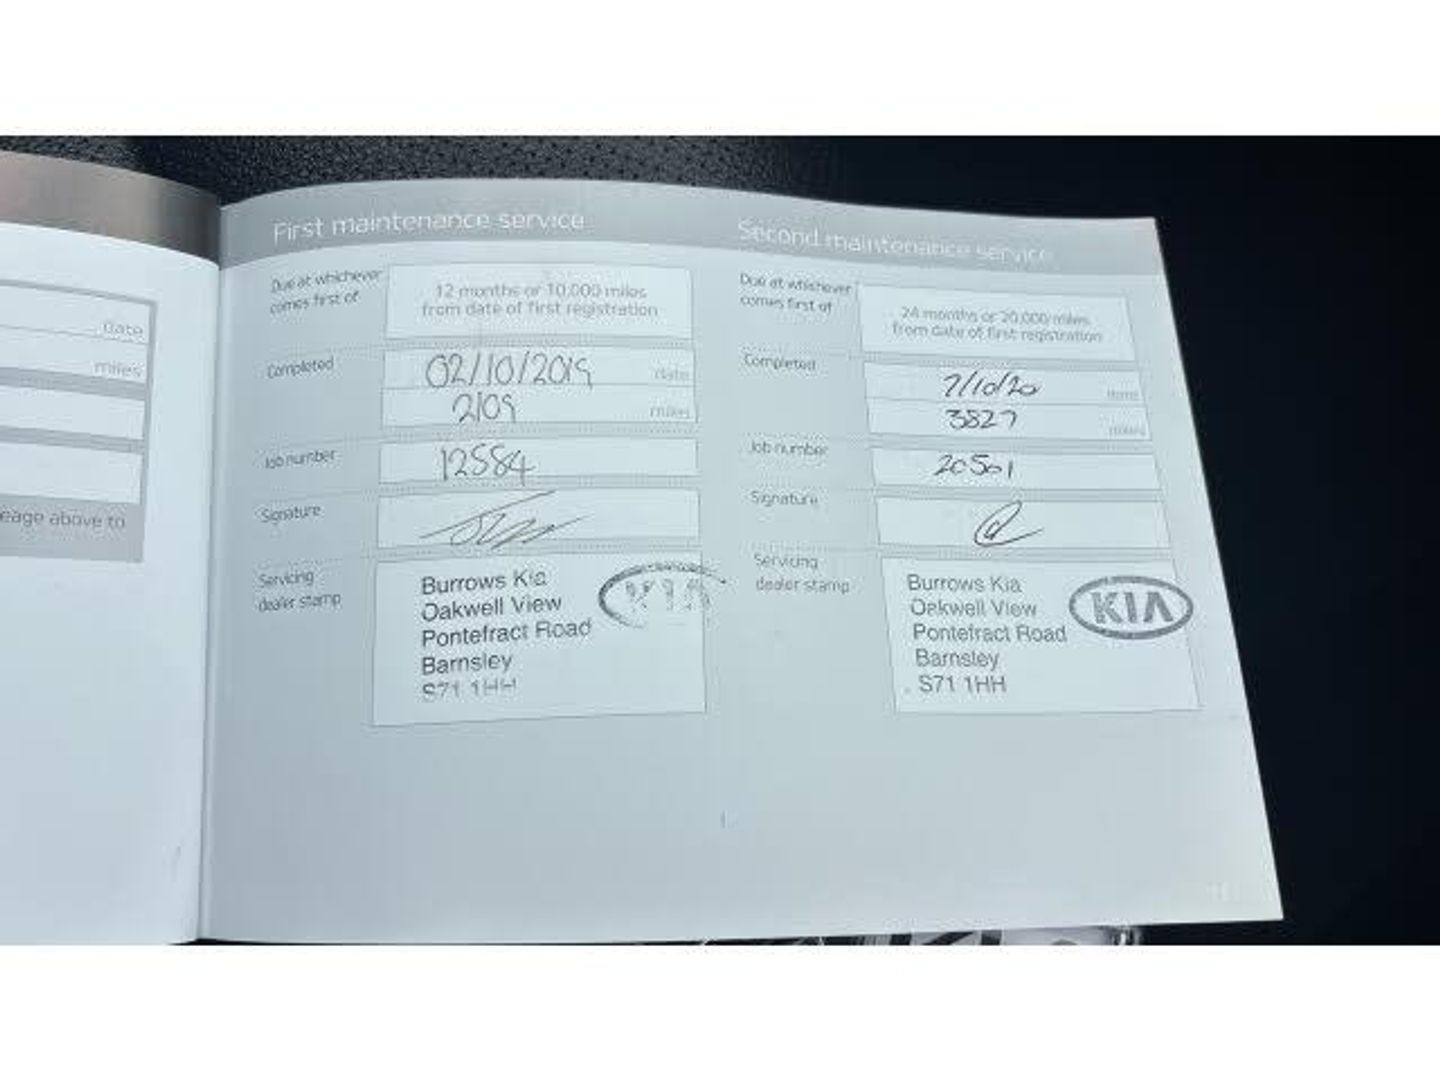 date
miles
eage above to
First maintenance service
Due at whichever
comes first of
12 months or 10,000 miles
from date of first registration
Completed
02/10/2019 date
2109 miles
Job number
12584
Signature
Servicing
dealer stamp
Burrows Kia
Oakwell View
Pontefract Road
Barnsley
S71 1HH
KIA
Second maintenance service
Due at whichever
comes first of
24 months or 20,000 miles
from date of first registration
Completed
7/10/20
3827 miles
Job number
20501
Signature
Servicing
dealer stamp
Burrows Kia
Oakwell View
Pontefract Road
Barnsley
S71 1HH
KIA